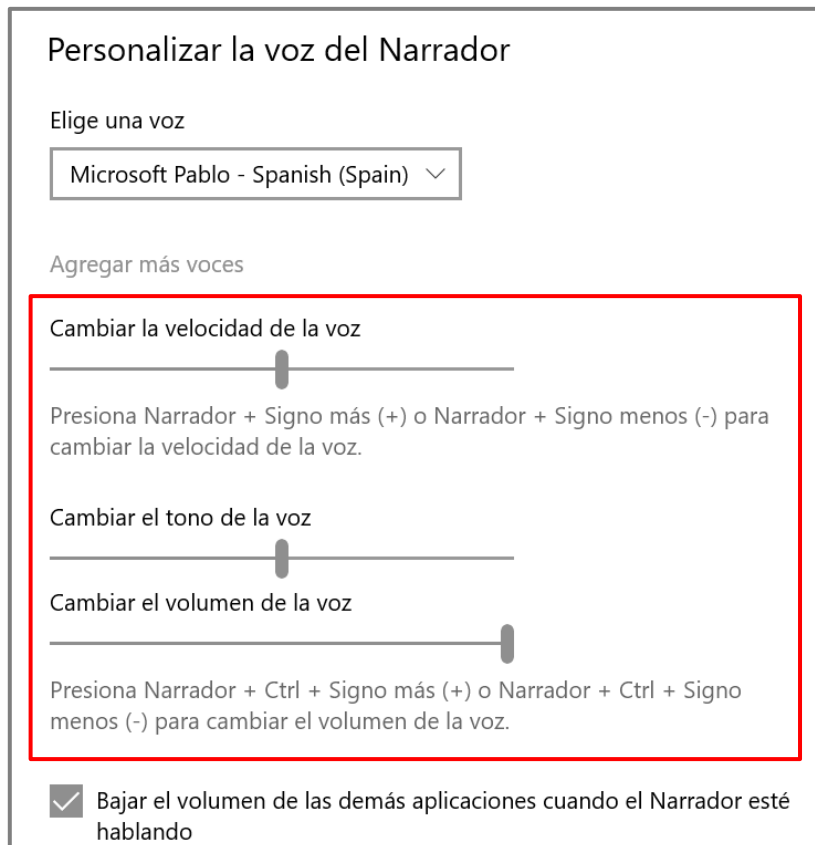 Personalizar la voz del Narrador
Elige una voz
Microsoft Pablo - Spanish (Spain)
Agregar más voces
Cambiar la velocidad de la voz
Presiona Narrador + Signo más (+) o Narrador + Signo menos (-) para
cambiar la velocidad de la voz.
Cambiar el tono de la voz
Cambiar el volumen de la voz
Presiona Narrador + Ctrl + Signo más (+) o Narrador + Ctrl + Signo
menos (-) para cambiar el volumen de la voz.
Bajar el volumen de las demás aplicaciones cuando el Narrador esté
hablando